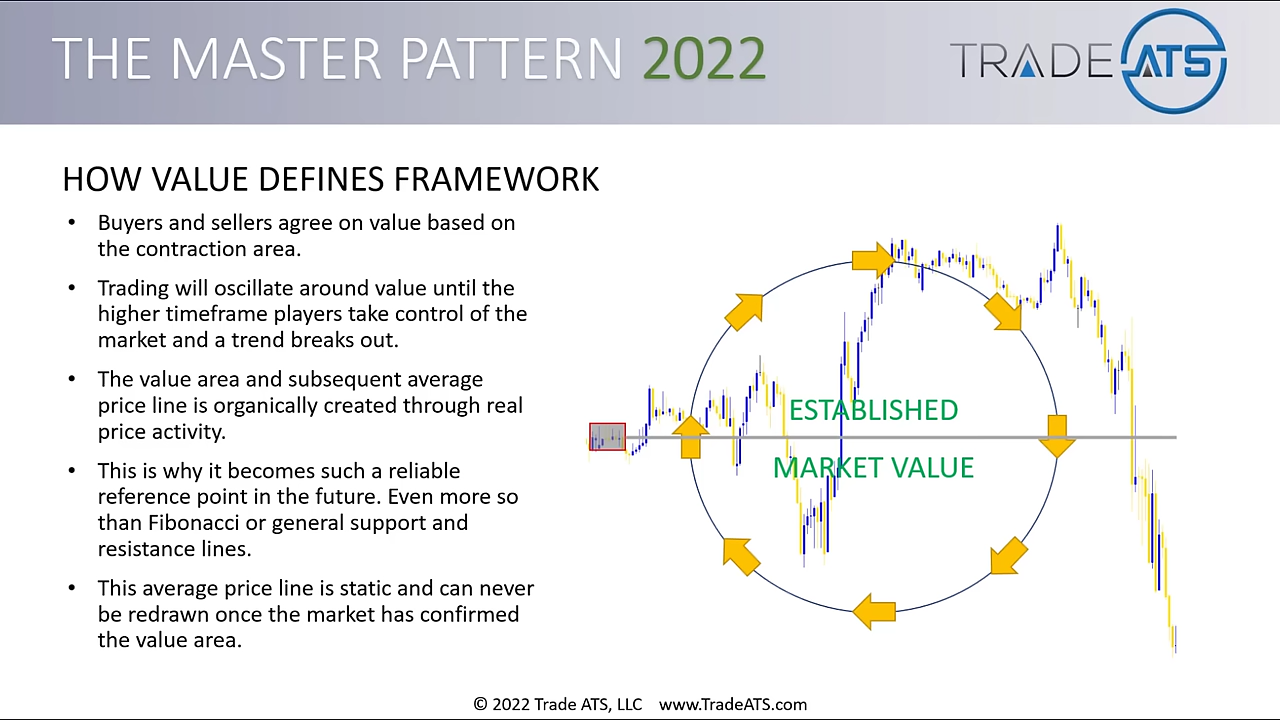 THE MASTER PATTERN 2022
TRADE ATS
HOW VALUE DEFINES FRAMEWORK
• Buyers and sellers agree on value based on
the contraction area.
• Trading will oscillate around value until the
higher timeframe players take control of the
market and a trend breaks out.
• The value area and subsequent average
price line is organically created through real
price activity.
• This is why it becomes such a reliable
reference point in the future. Even more so
than Fibonacci or general support and
resistance lines.
• This average price line is static and can never
be redrawn once the market has confirmed
the value area.
ESTABLISHED
MARKET VALUE
© 2022 Trade ATS, LLC www.TradeATS.com